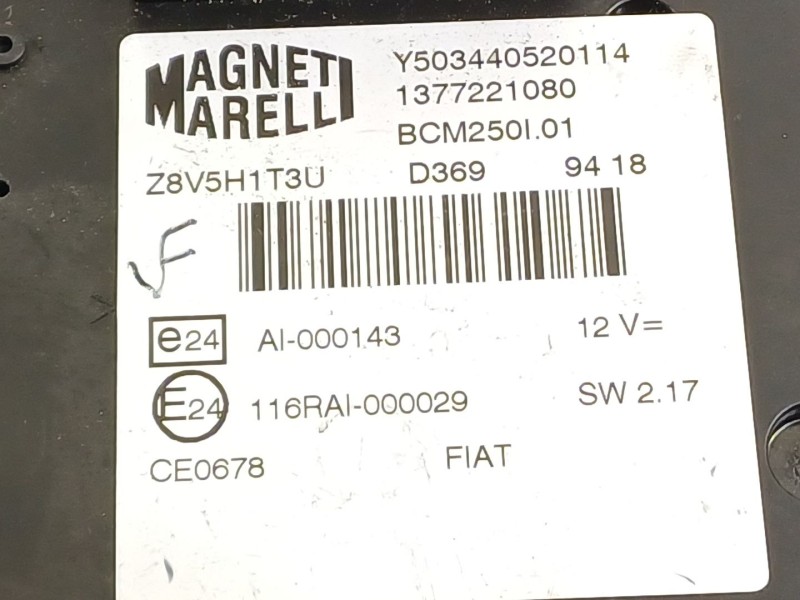 MAGNETI
MARELLI
Y503440520114
1377221080
BCM250I.01
Z8V5H1T3U D369 94 18
F
e24 AI-000143 12 V=
E24 116RAI-000029 SW 2.17
CE0678 FIAT